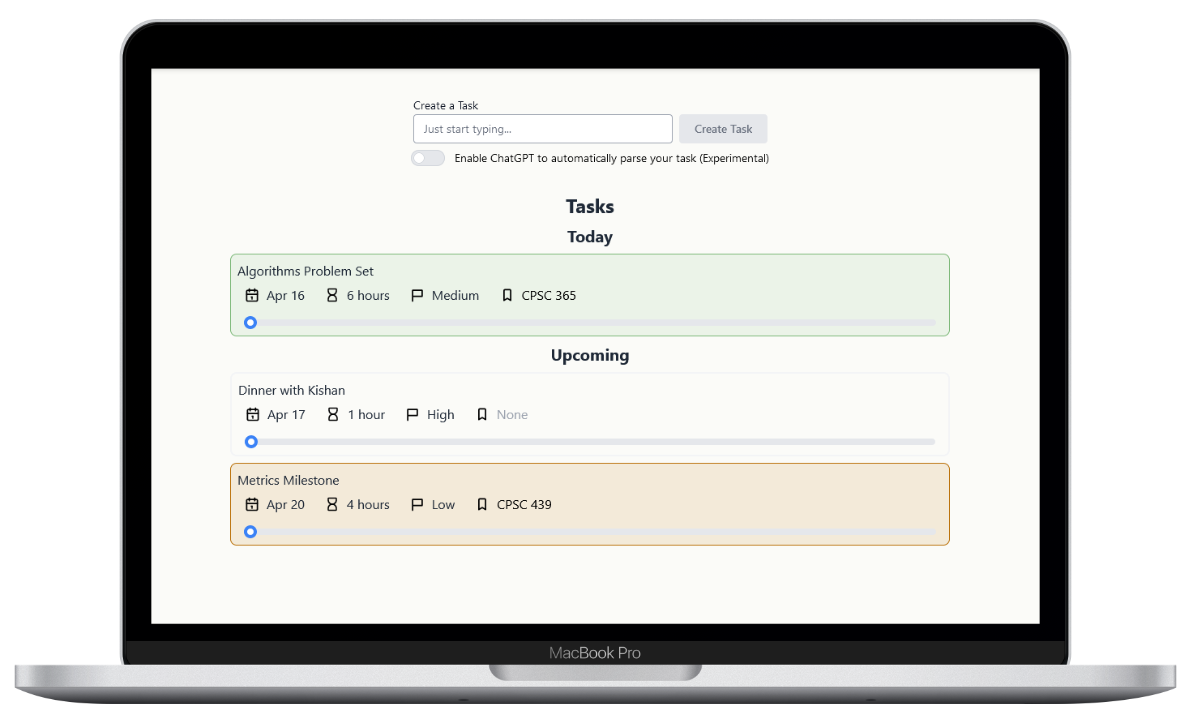 Create a Task
Just start typing...
Create Task
Enable ChatGPT to automatically parse your task (Experimental)
Tasks
Today
Algorithms Problem Set
Apr 16 6 hours Medium CPSC 365
Upcoming
Dinner with Kishan
Apr 17 1 hour High None
Metrics Milestone
Apr 20 4 hours Low CPSC 439
MacBook Pro